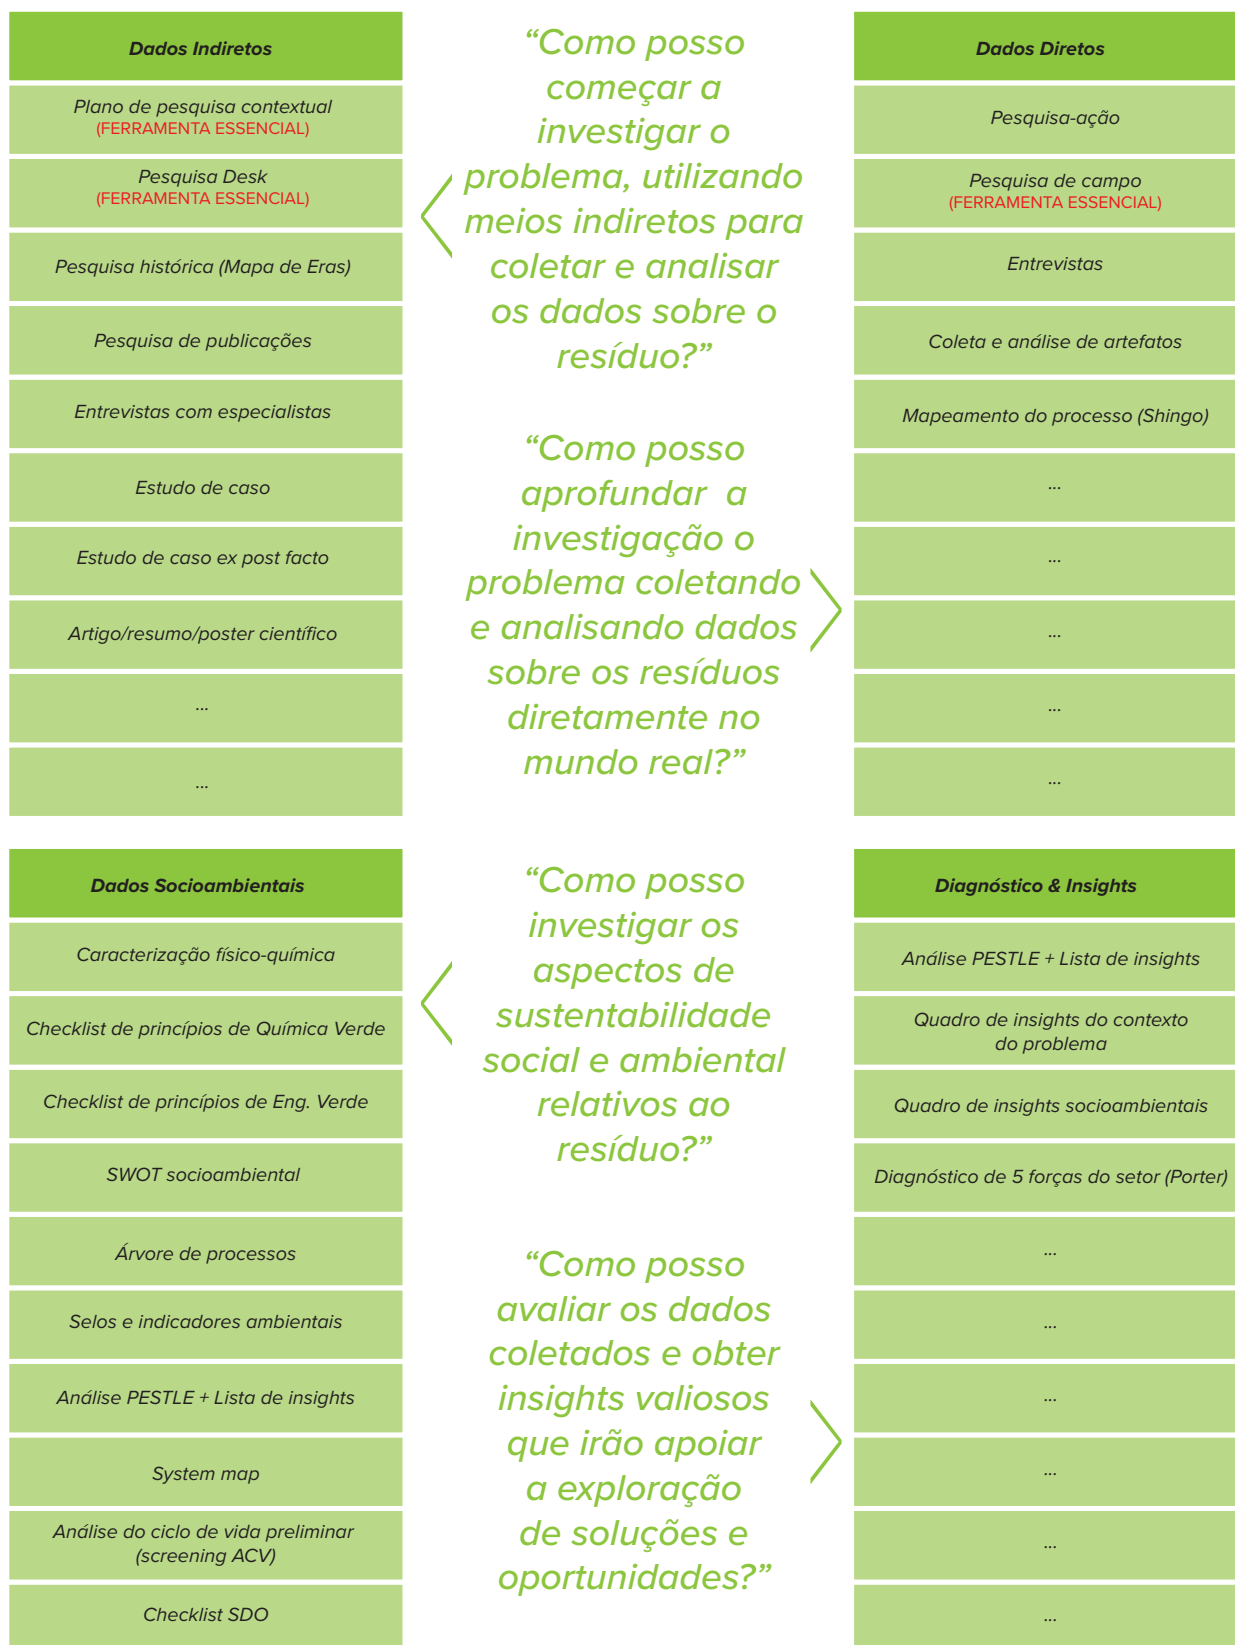 Dados Indiretos
Plano de pesquisa contextual
(FERRAMENTA ESSENCIAL)
Pesquisa Desk
(FERRAMENTA ESSENCIAL)
Pesquisa histórica (Mapa de Eras)
Pesquisa de publicações
Entrevistas com especialistas
Estudo de caso
Estudo de caso ex post facto
Artigo/resumo/poster científico
...
...
“Como posso
começar a
investigar o
problema, utilizando
meios indiretos para
coletar e analisar
os dados sobre o
resíduo?”
“Como posso
aprofundar a
investigação o
problema coletando
e analisando dados
sobre os resíduos
diretamente no
mundo real?”
Dados Diretos
Pesquisa-ação
Pesquisa de campo
(FERRAMENTA ESSENCIAL)
Entrevistas
Coleta e análise de artefatos
Mapeamento do processo (Shingo)
...
...
...
...
...
Dados Socioambientais
Caracterização físico-química
Checklist de princípios de Química Verde
Checklist de princípios de Eng. Verde
SWOT socioambiental
Árvore de processos
Selos e indicadores ambientais
Análise PESTLE + Lista de insights
System map
Análise do ciclo de vida preliminar
(screening ACV)
Checklist SDO
“Como posso
investigar os
aspectos de
sustentabilidade
social e ambiental
relativos ao
resíduo?”
“Como posso
avaliar os dados
coletados e obter
insights valiosos
que irão apoiar
a exploração
de soluções e
oportunidades?”
Diagnóstico & Insights
Análise PESTLE + Lista de insights
Quadro de insights do contexto
do problema
Quadro de insights socioambientais
Diagnóstico de 5 forças do setor (Porter)
...
...
...
...
...
...